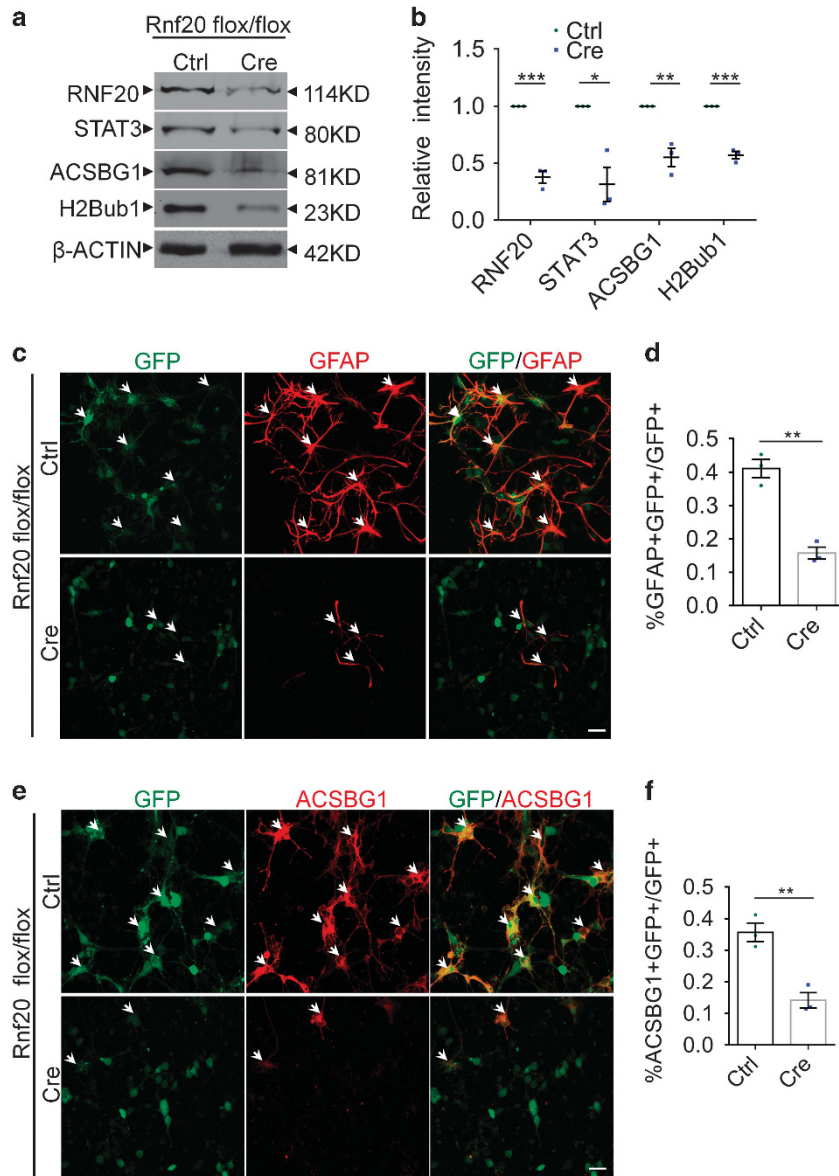 a
Rnf20 flox/flox
Ctrl Cre
RNF20 114KD
STAT3 80KD
ACSBG1 81KD
H2Bub1 23KD
β-ACTIN 42KD
b
Ctrl
Cre
Relative intensity
1.5
1.0
0.5
0.0
*** * ** ***
RNF20 STAT3 ACSBG1 H2Bub1
c
GFP GFAP GFP/GFAP
Rnf20 flox/flox
Ctrl
Cre
d
%GFAP+GFP+/GFP+
0.5
0.4
0.3
0.2
0.1
0.0
**
Ctrl Cre
e
GFP ACSBG1 GFP/ACSBG1
Rnf20 flox/flox
Ctrl
Cre
f
%ACSBG1+GFP+/GFP+
0.5
0.4
0.3
0.2
0.1
0.0
**
Ctrl Cre